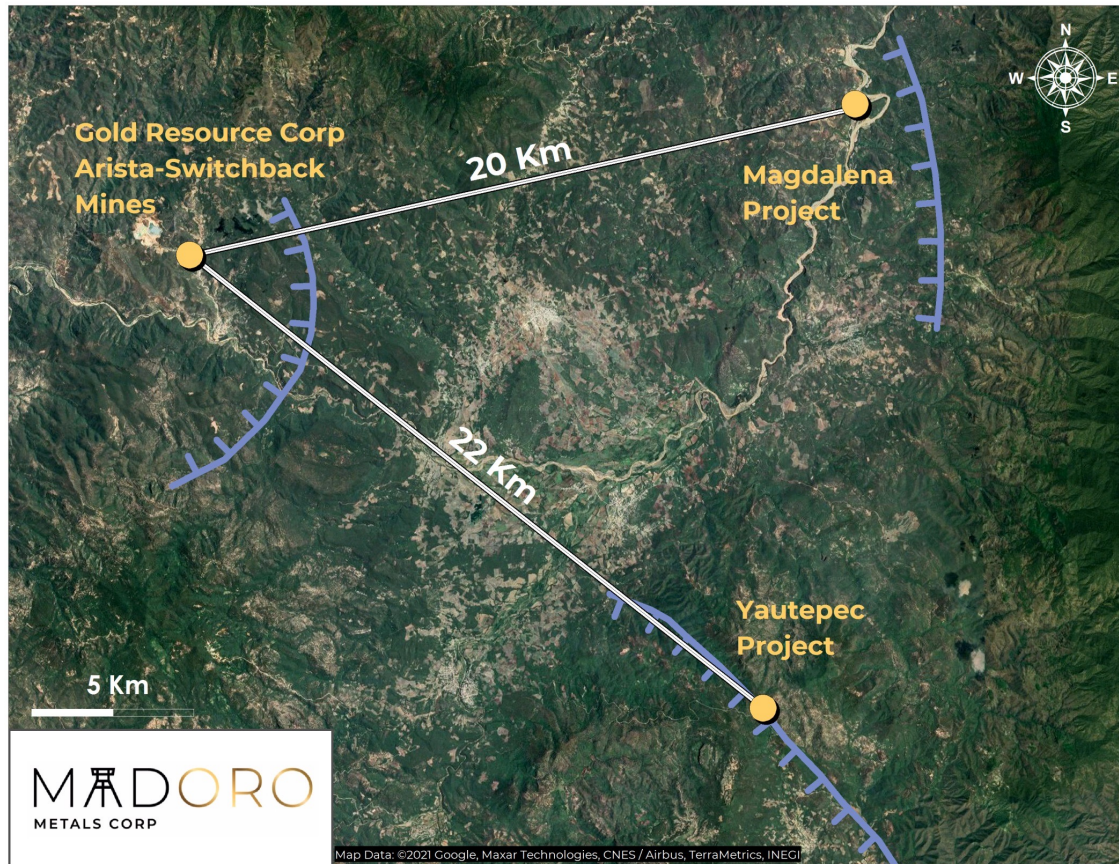 N
W E
S
Gold Resource Corp
Arista-Switchback
Mines
20 Km
Magdalena
Project
22 Km
Yautepec
Project
5 Km
MADORO
METALS CORP
Map Data: ©2021 Google, Maxar Technologies, CNES / Airbus, TerraMetrics, INEGI